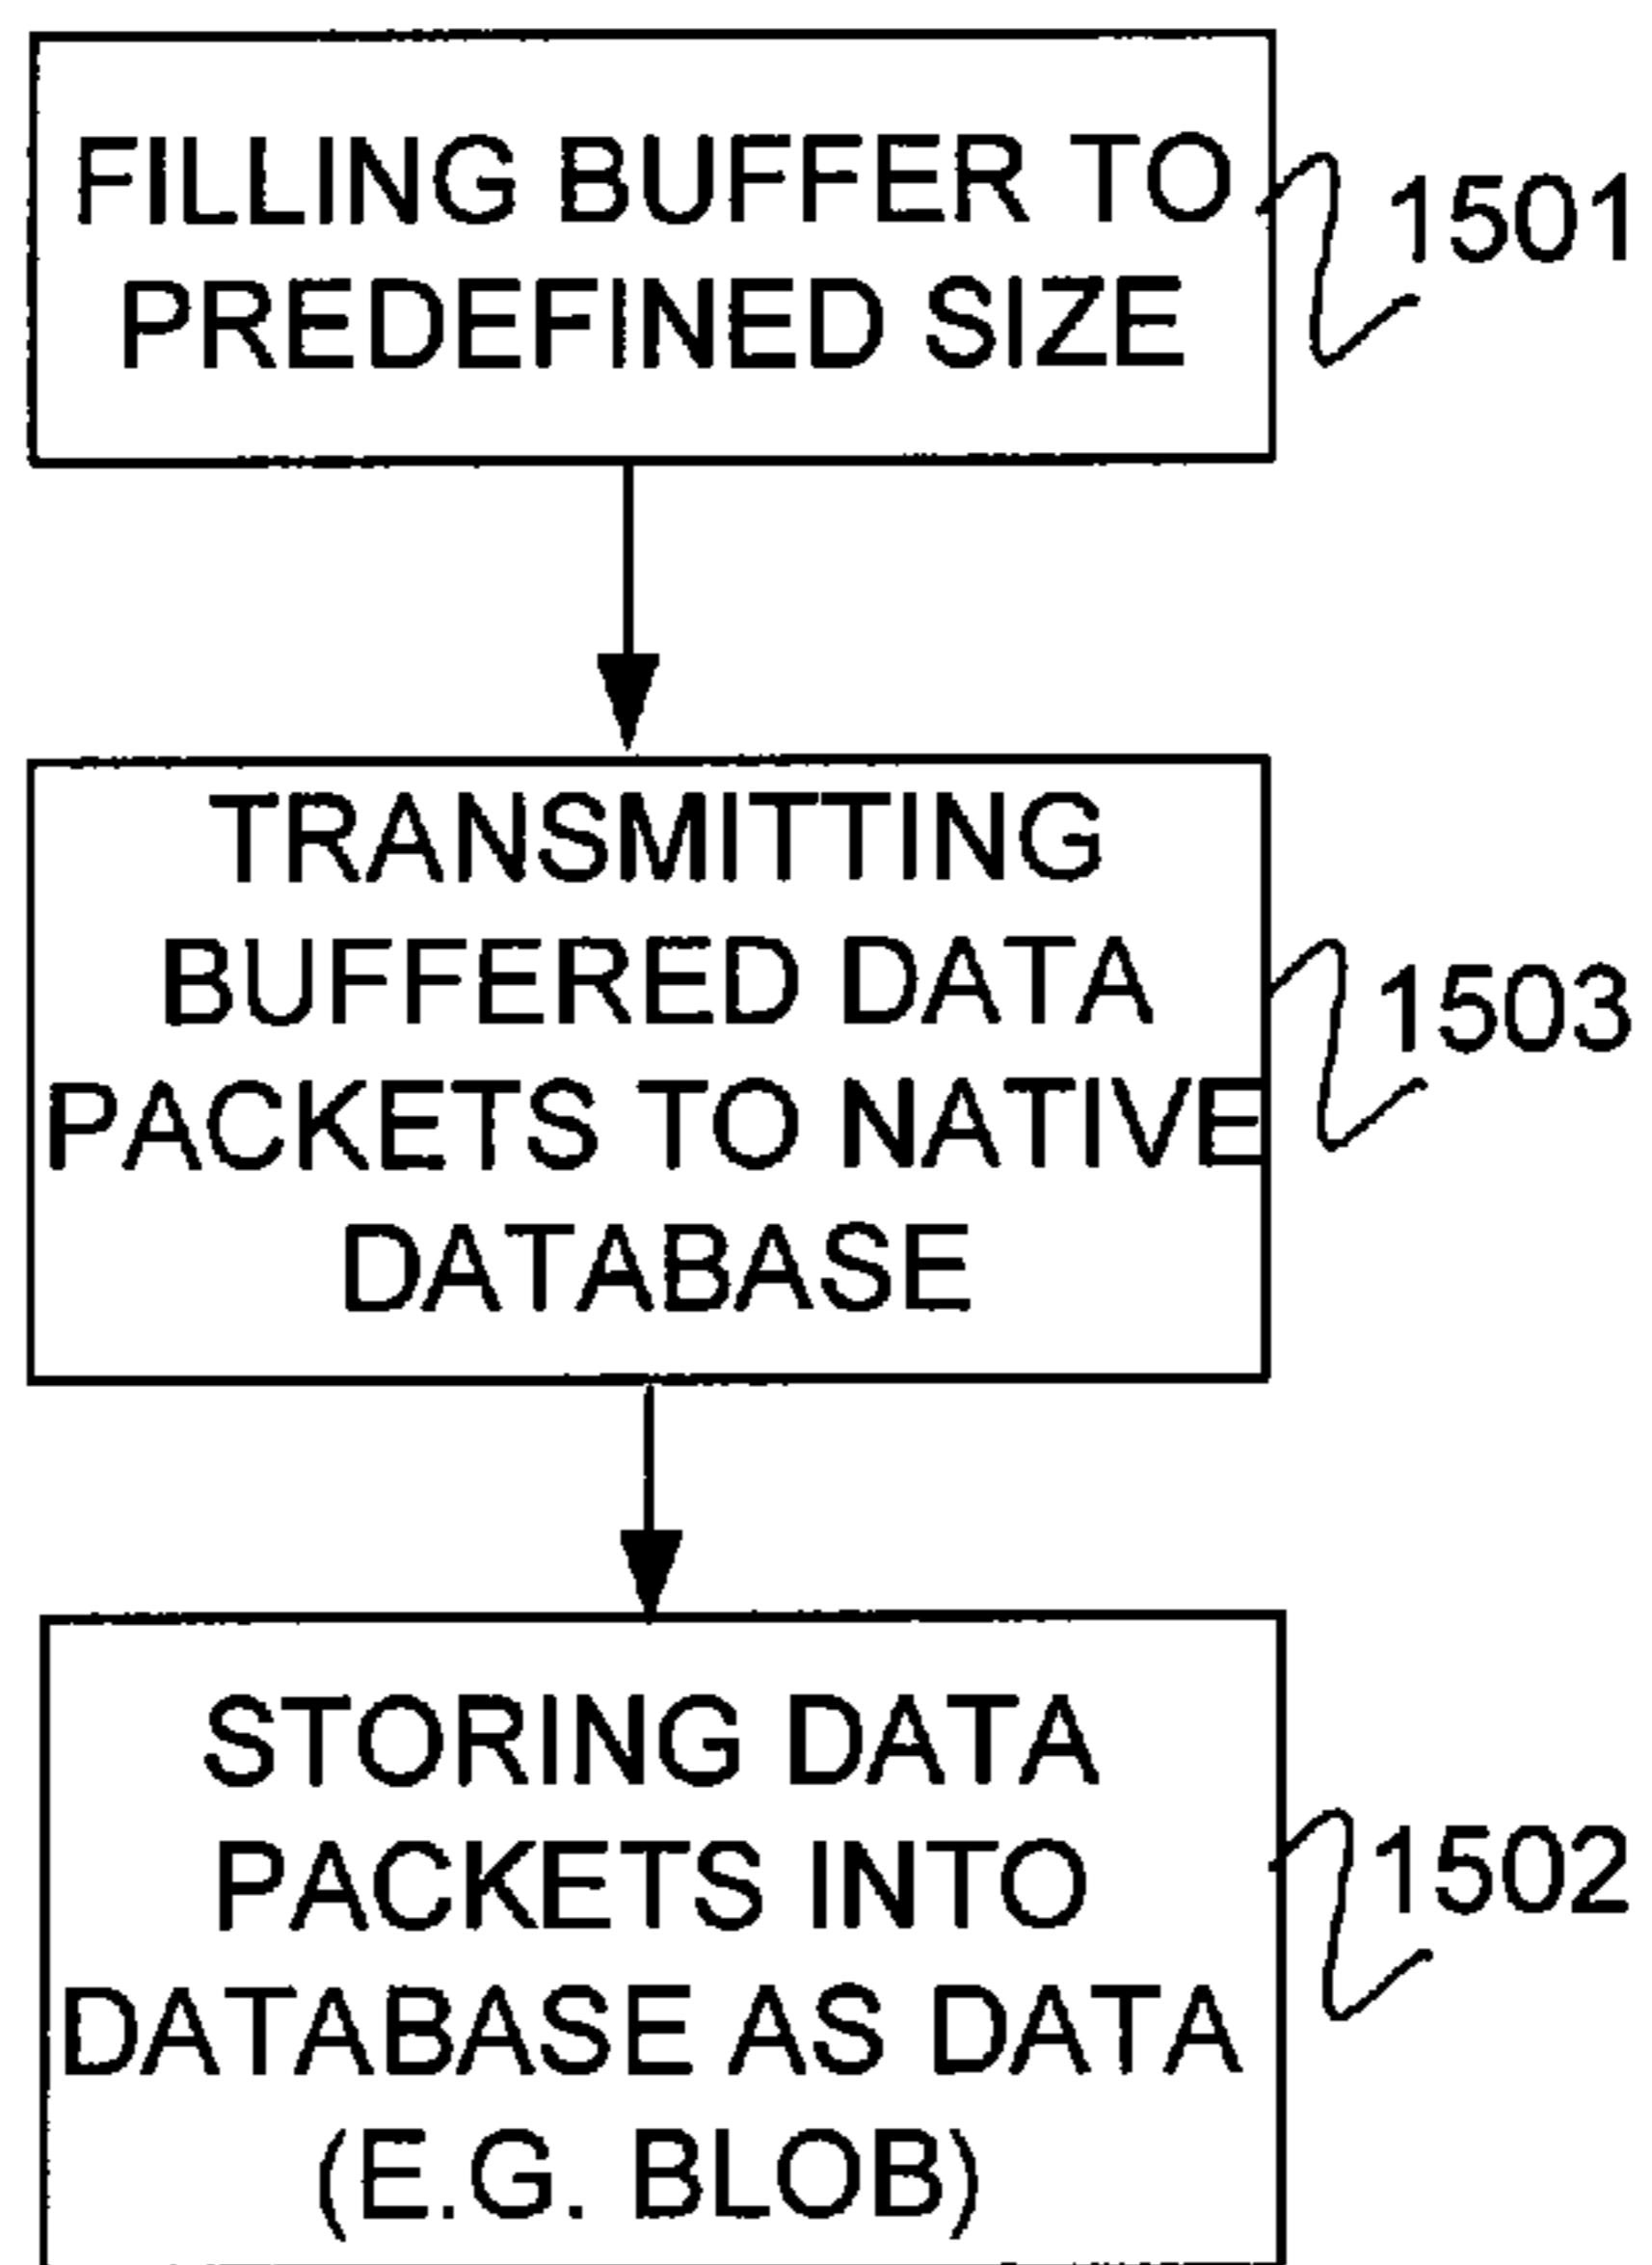 FILLING BUFFER TO
PREDEFINED SIZE
1501
TRANSMITTING
BUFFERED DATA
PACKETS TO NATIVE
DATABASE
1503
STORING DATA
PACKETS INTO
DATABASE AS DATA
(E.G. BLOB)
1502